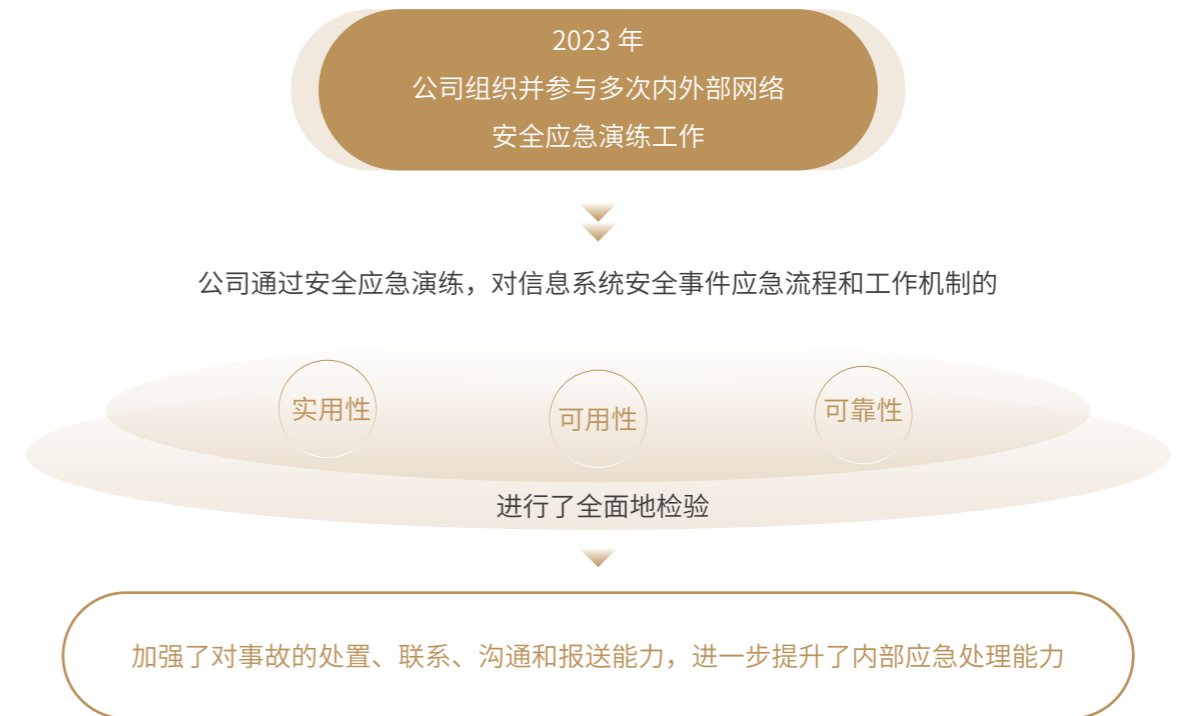 2023 年
公司组织并参与多次内外部网络
安全应急演练工作
公司通过安全应急演练，对信息系统安全事件应急流程和工作机制的
实用性
可用性
可靠性
进行了全面地检验
加强了对事故的处置、联系、沟通和报送能力，进一步提升了内部应急处理能力